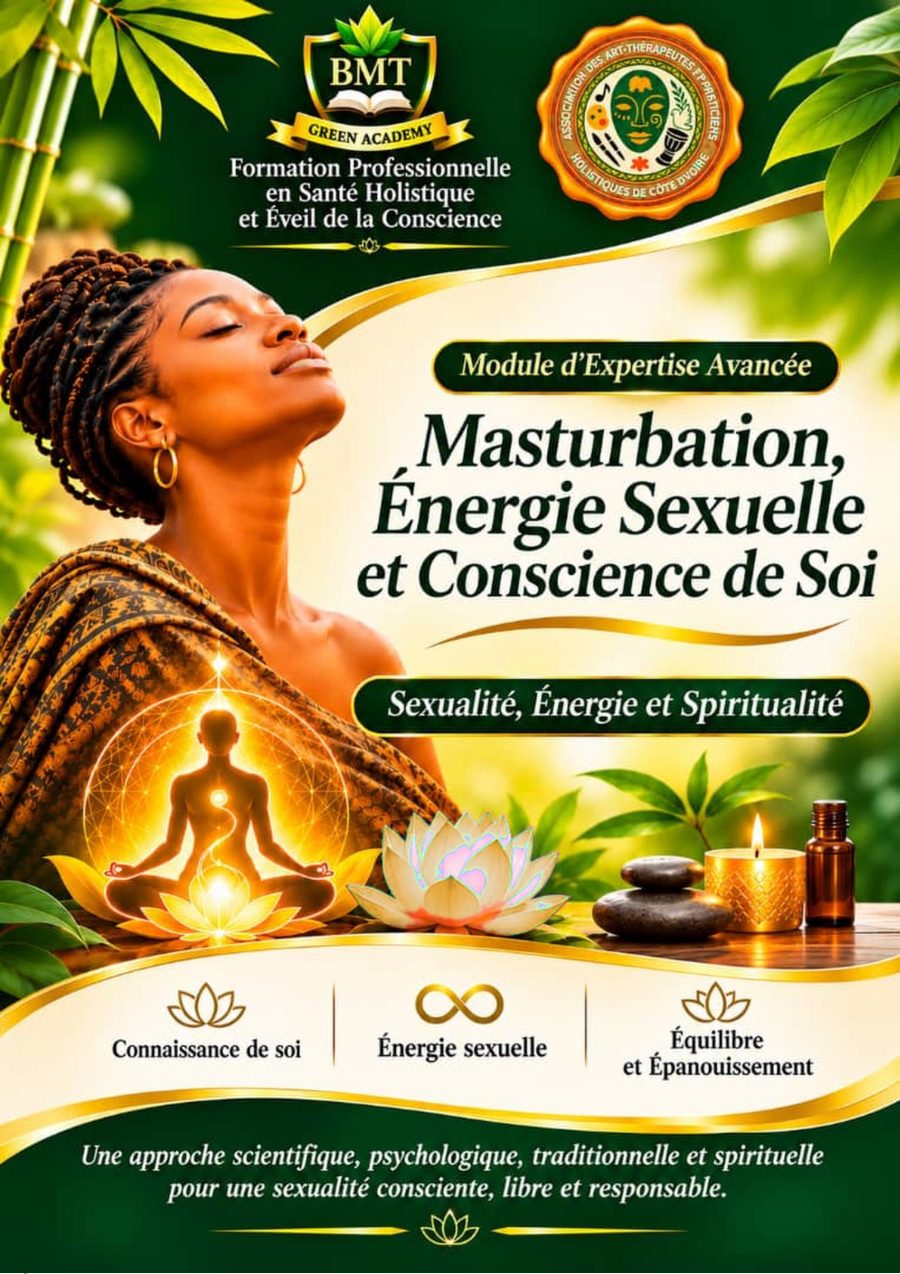 BMT
GREEN ACADEMY
Formation Professionnelle
en Santé Holistique
et Éveil de la Conscience
ASSOCIATION DES ART-THÉRAPEUTES ET PRATICIENS
HOLISTIQUES DE CÔTE D'IVOIRE
Module d'Expertise Avancée
Masturbation,
Énergie Sexuelle
et Conscience de Soi
Sexualité, Énergie et Spiritualité
Connaissance de soi
Énergie sexuelle
Équilibre
et Épanouissement
Une approche scientifique, psychologique, traditionnelle et spirituelle
pour une sexualité consciente, libre et responsable.